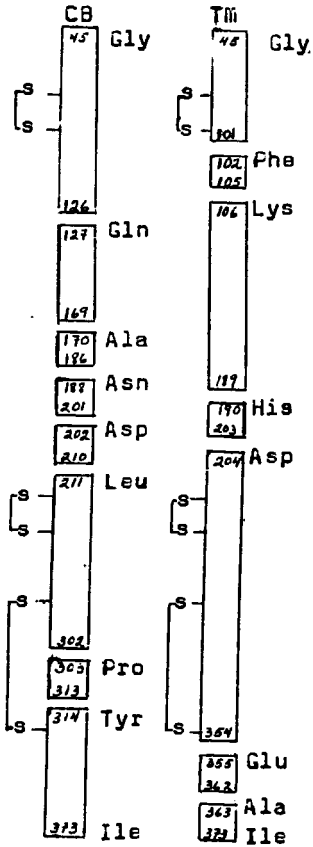 CB
45 Gly
S
S
126
127 Gln
169
170 Ala
186
188 Asn
201
202 Asp
210
211 Leu
S
S
S
302
303 Pro
313
314 Tyr
S
373 Ile
TM
45 Gly
S
S
101
102 Phe
105
106 Lys
189
190 His
203
204 Asp
S
S
S
S
354
355 Glu
362
363 Ala
373 Ile